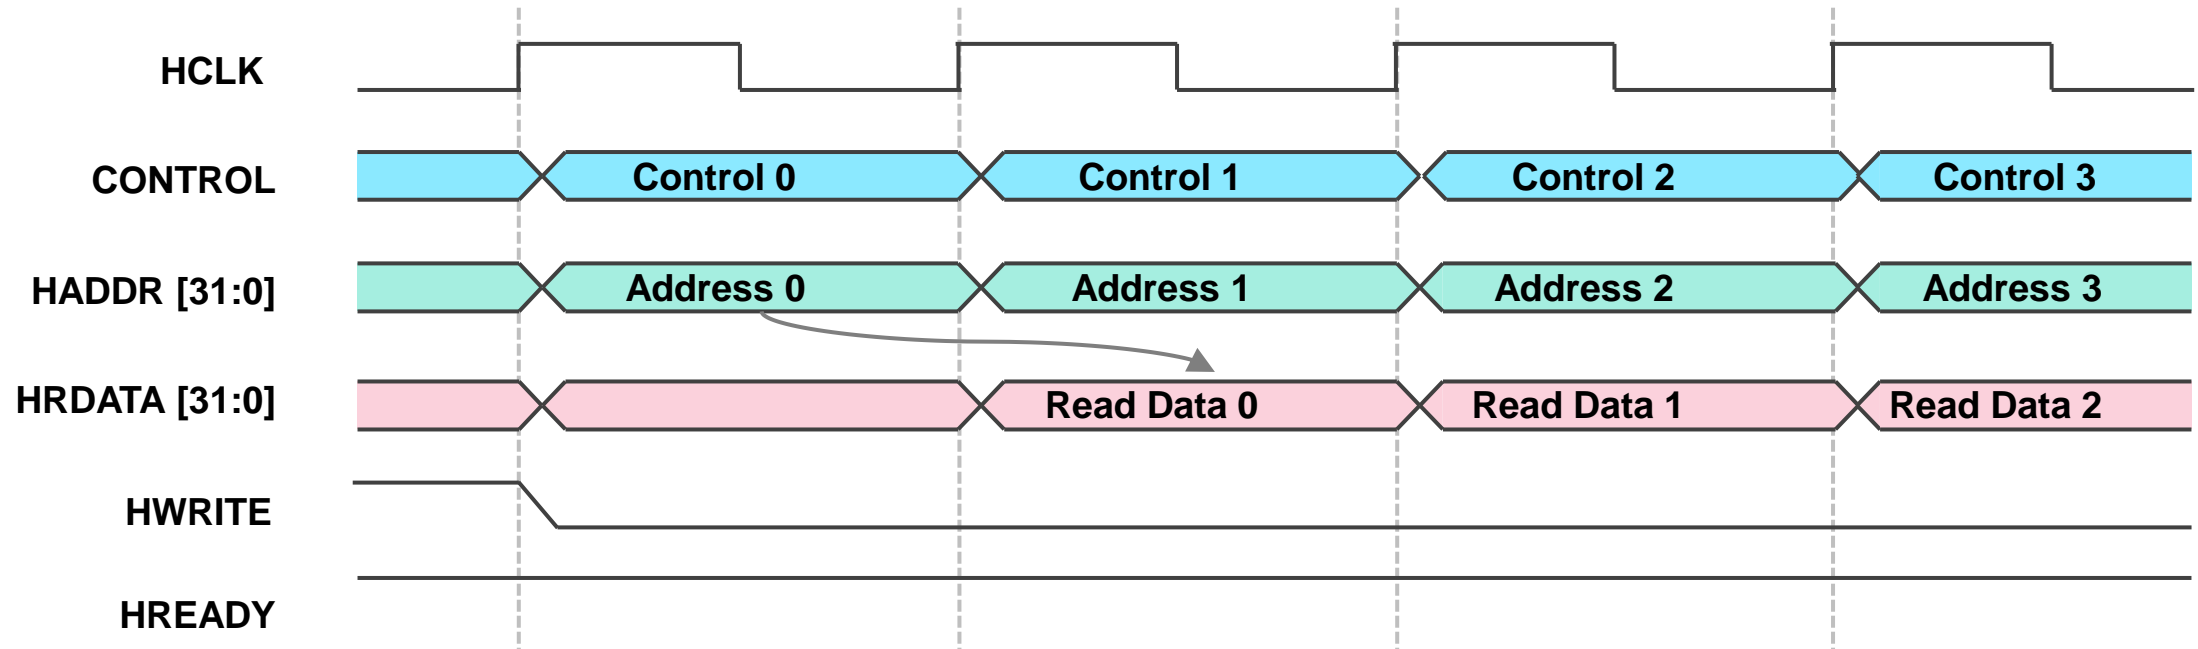 HCLK
CONTROL
Control 0
Control 1
Control 2
Control 3
HADDR [31:0]
Address 0
Address 1
Address 2
Address 3
HRDATA [31:0]
Read Data 0
Read Data 1
Read Data 2
HWRITE
HREADY